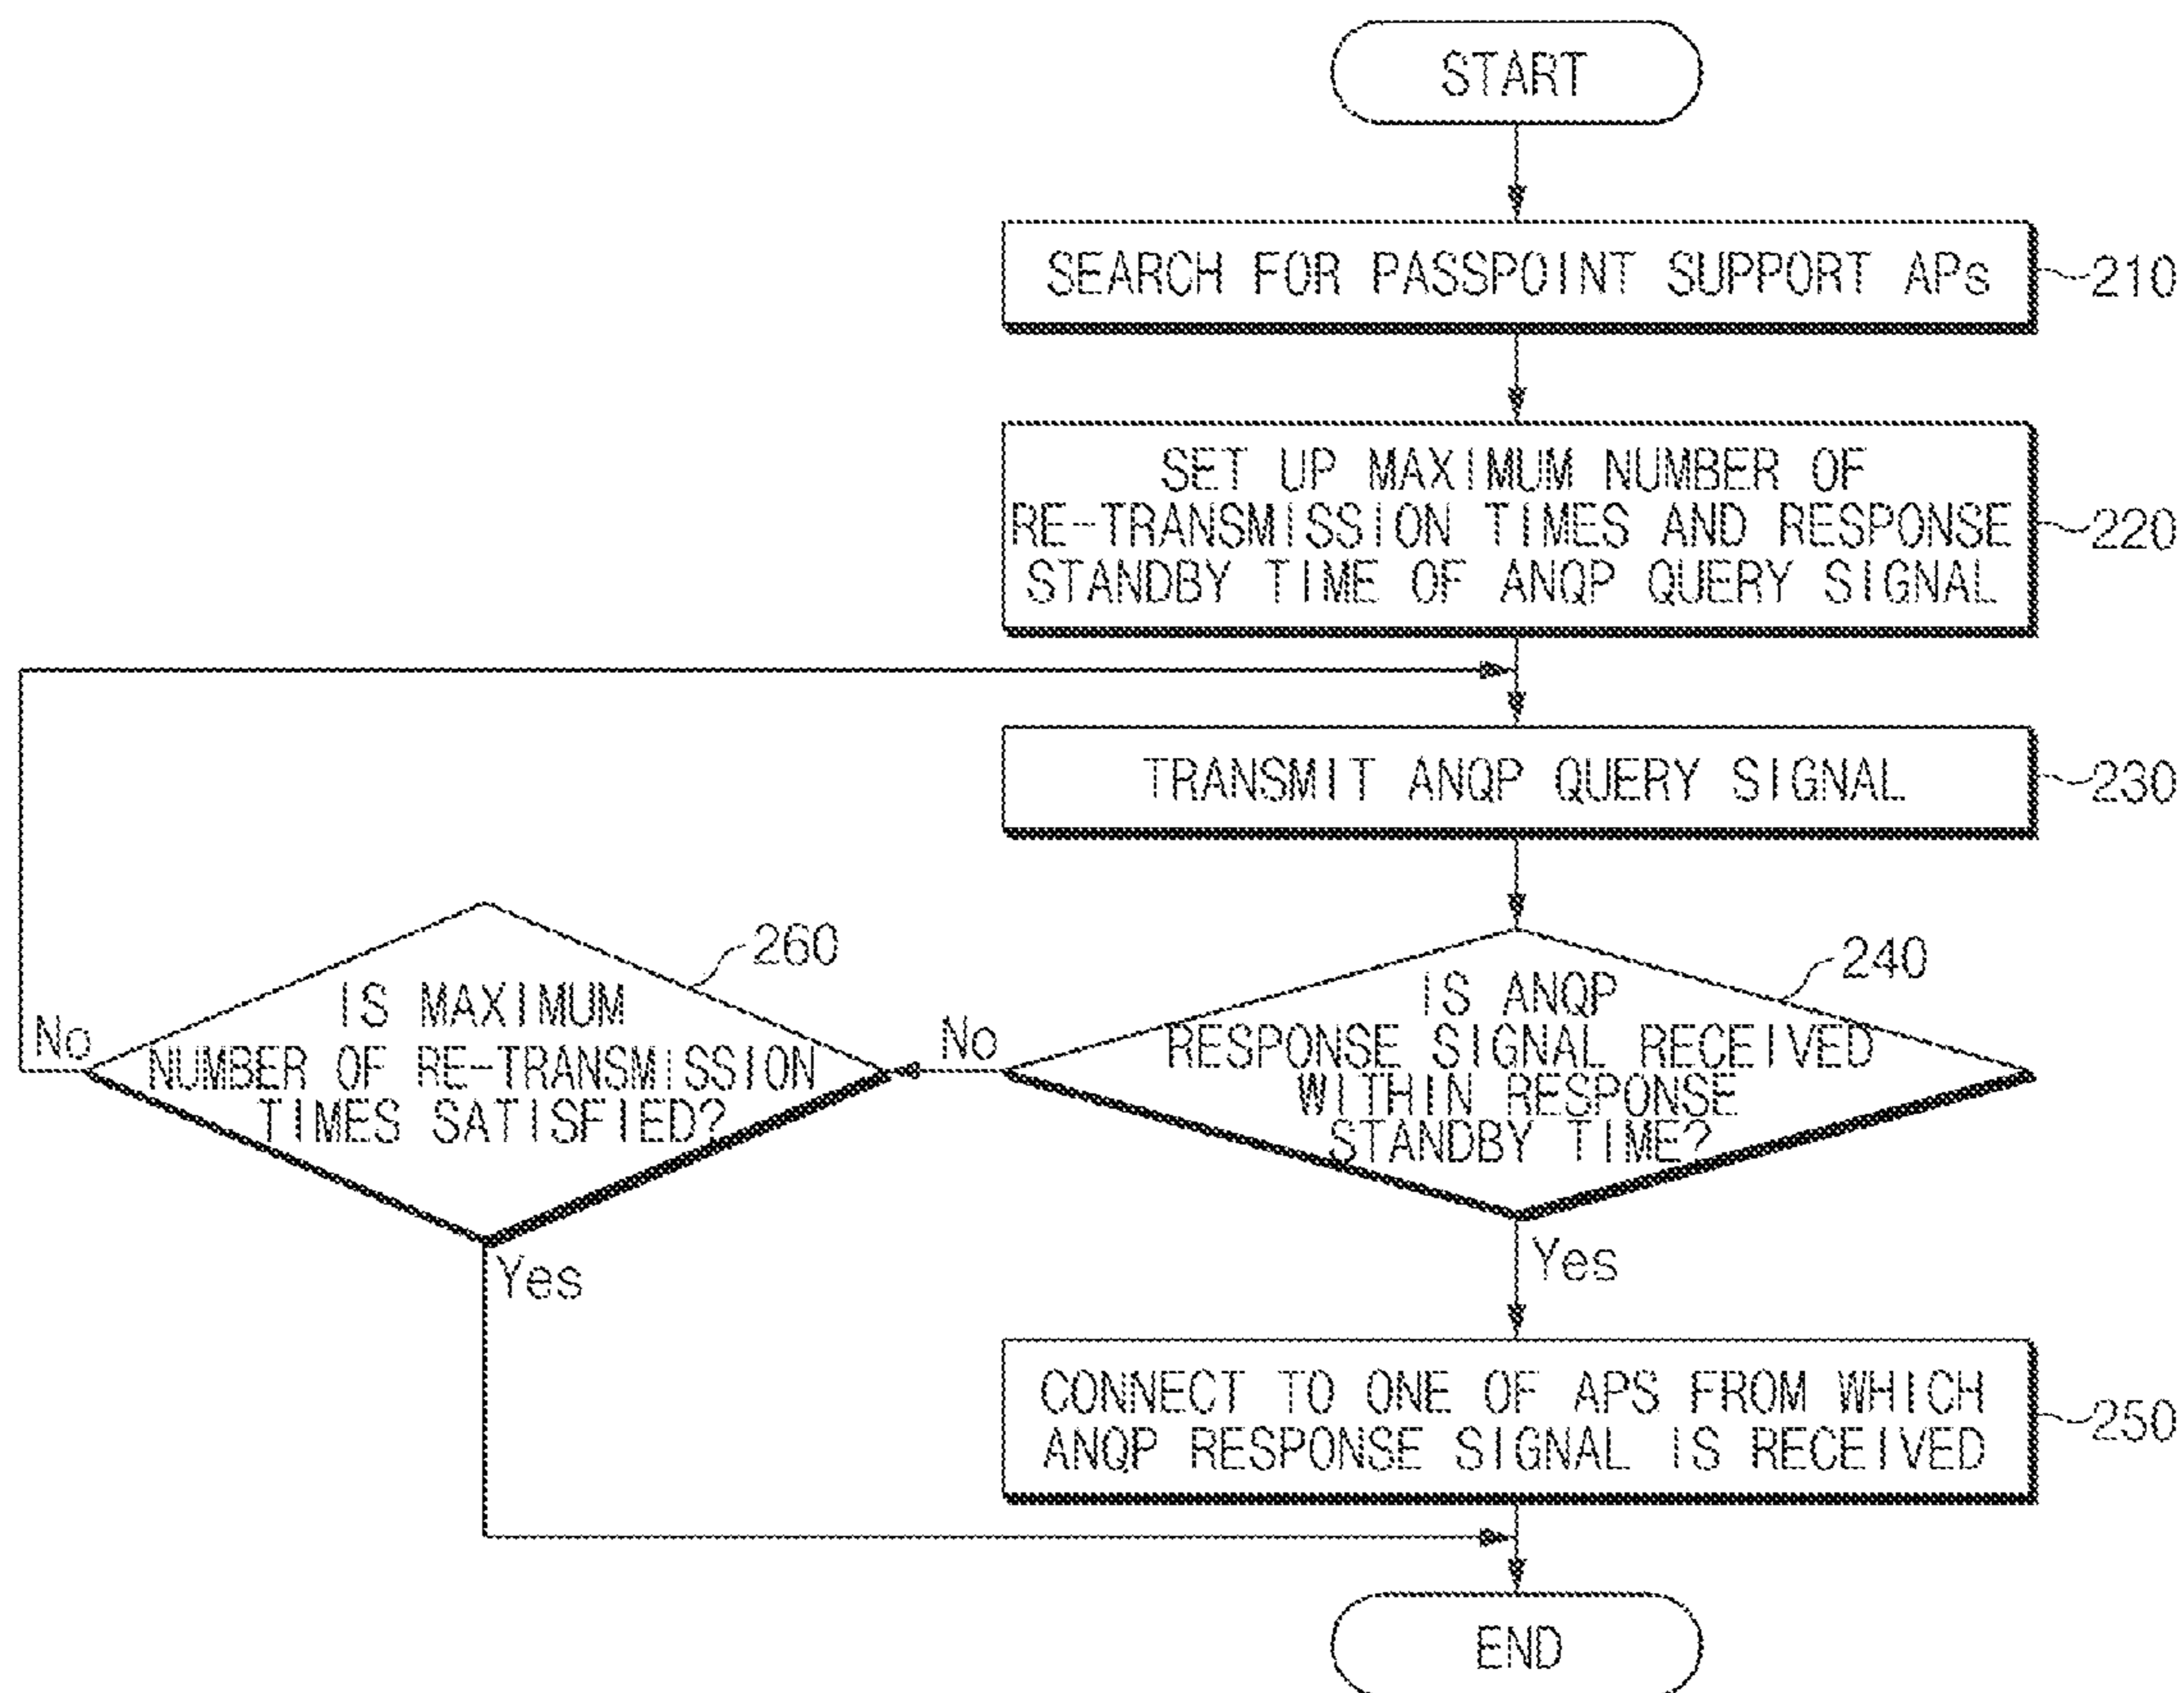 START
SEARCH FOR PASSPOINT SUPPORT APs
210
SET UP MAXIMUM NUMBER OF
RE-TRANSMISSION TIMES AND RESPONSE
STANDBY TIME OF ANQP QUERY SIGNAL
220
TRANSMIT ANQP QUERY SIGNAL
230
IS ANQP
RESPONSE SIGNAL RECEIVED
WITHIN RESPONSE
STANDBY TIME?
240
No
Yes
IS MAXIMUM
NUMBER OF RE-TRANSMISSION
TIMES SATISFIED?
260
No
Yes
CONNECT TO ONE OF APS FROM WHICH
ANQP RESPONSE SIGNAL IS RECEIVED
250
END